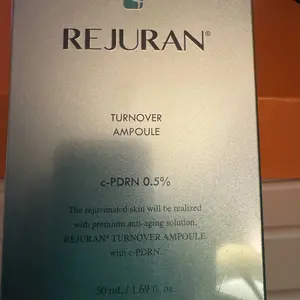 REJURAN®
TURNOVER
AMPOULE
c-PDRN 0.5%
The rejuvenated skin will be realized
with premium anti-aging solution,
REJURAN® TURNOVER AMPOULE
with c-PDRN.
50 mL / 1.69 fl. oz.